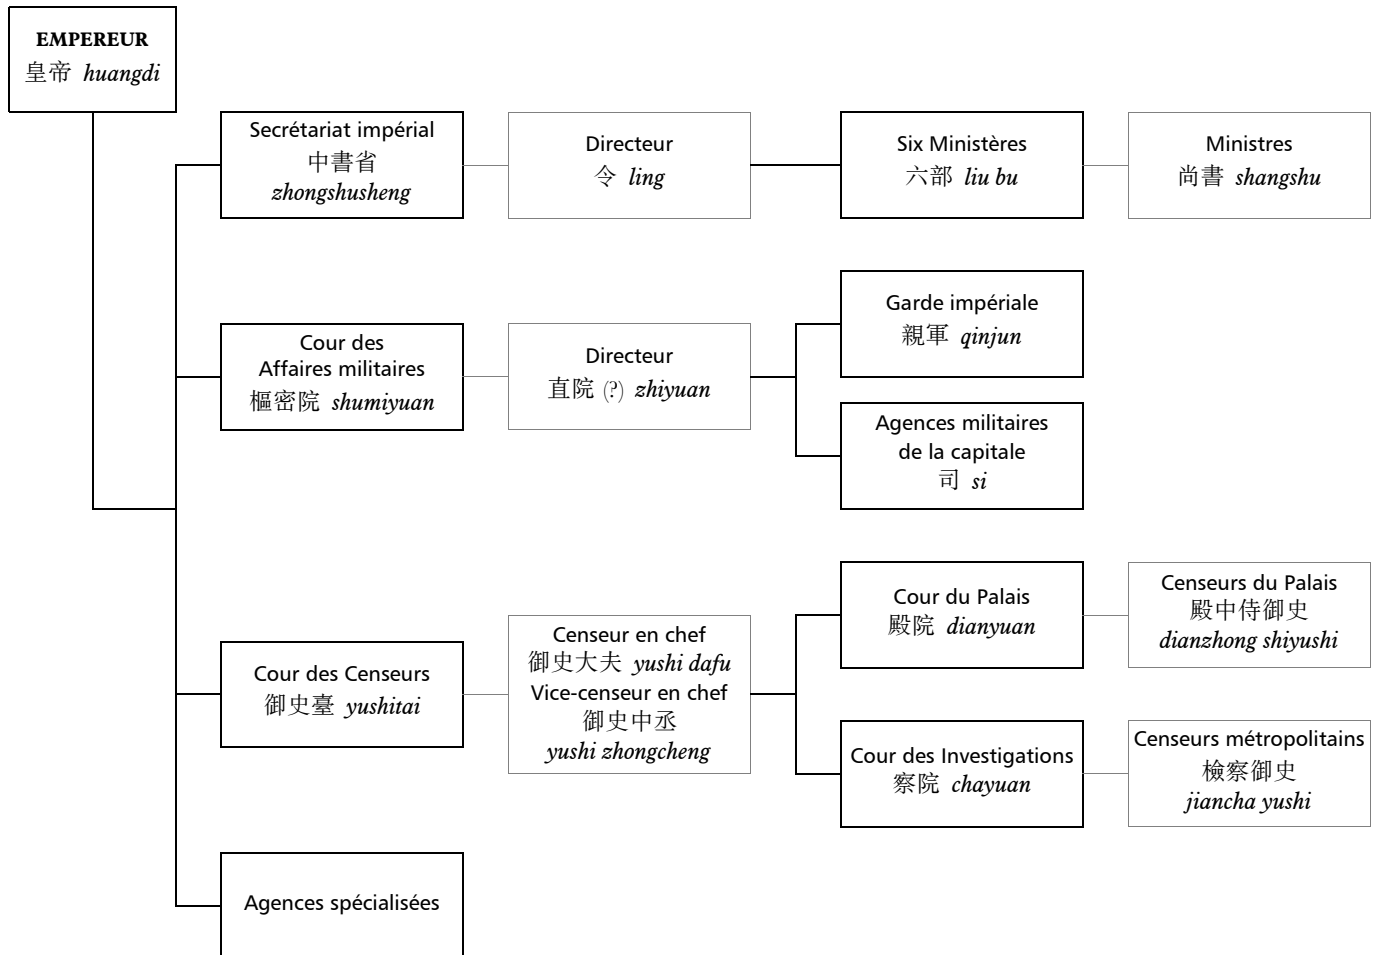 EMPEREUR
皇帝 huangdi
Secrétariat impérial
中書省
zhongshusheng
Directeur
令 ling
Six Ministères
六部 liu bu
Ministres
尚書 shangshu
Cour des
Affaires militaires
樞密院 shumiyuan
Directeur
直院 (?) zhiyuan
Garde impériale
親軍 qinjun
Agences militaires
de la capitale
司 si
Cour des Censeurs
御史臺 yushitai
Censeur en chef
御史大夫 yushi dafu
Vice-censeur en chef
御史中丞
yushi zhongcheng
Cour du Palais
殿院 dianyuan
Censeurs du Palais
殿中侍御史
dianzhong shiyushi
Cour des Investigations
察院 chayuan
Censeurs métropolitains
檢察御史
jiancha yushi
Agences spécialisées